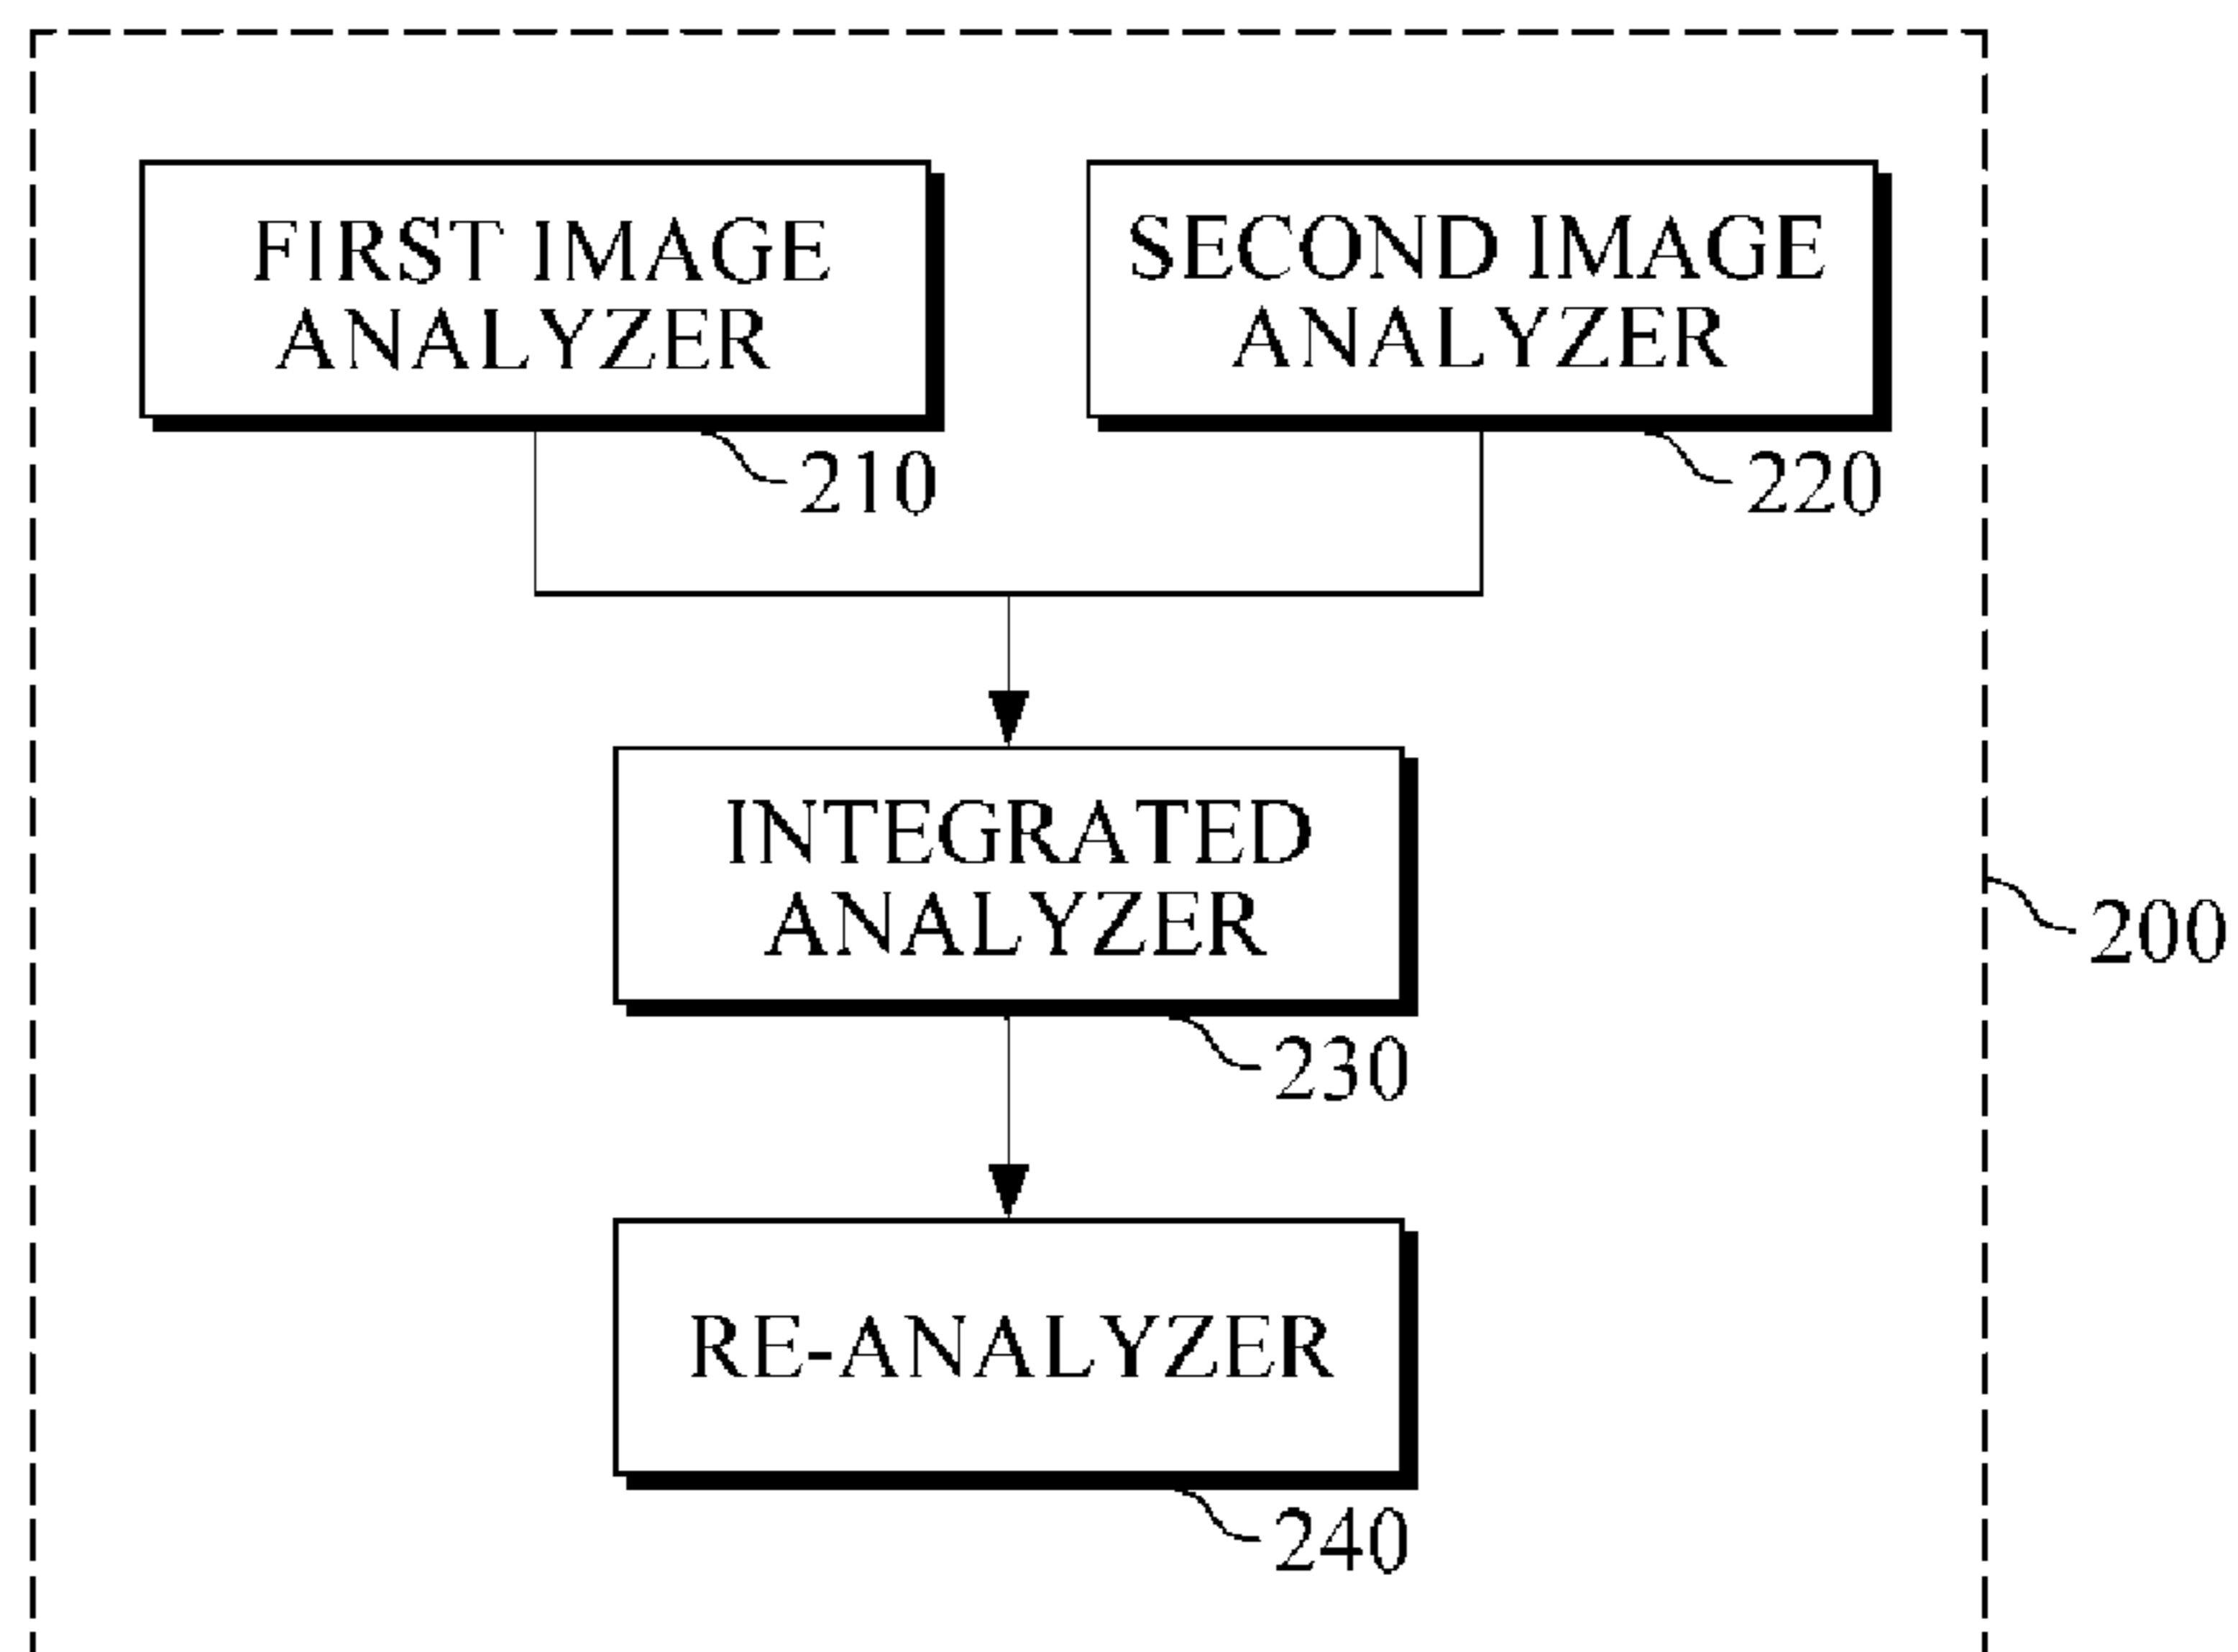 FIRST IMAGE
ANALYZER
SECOND IMAGE
ANALYZER
210
220
INTEGRATED
ANALYZER
200
230
RE-ANALYZER
240